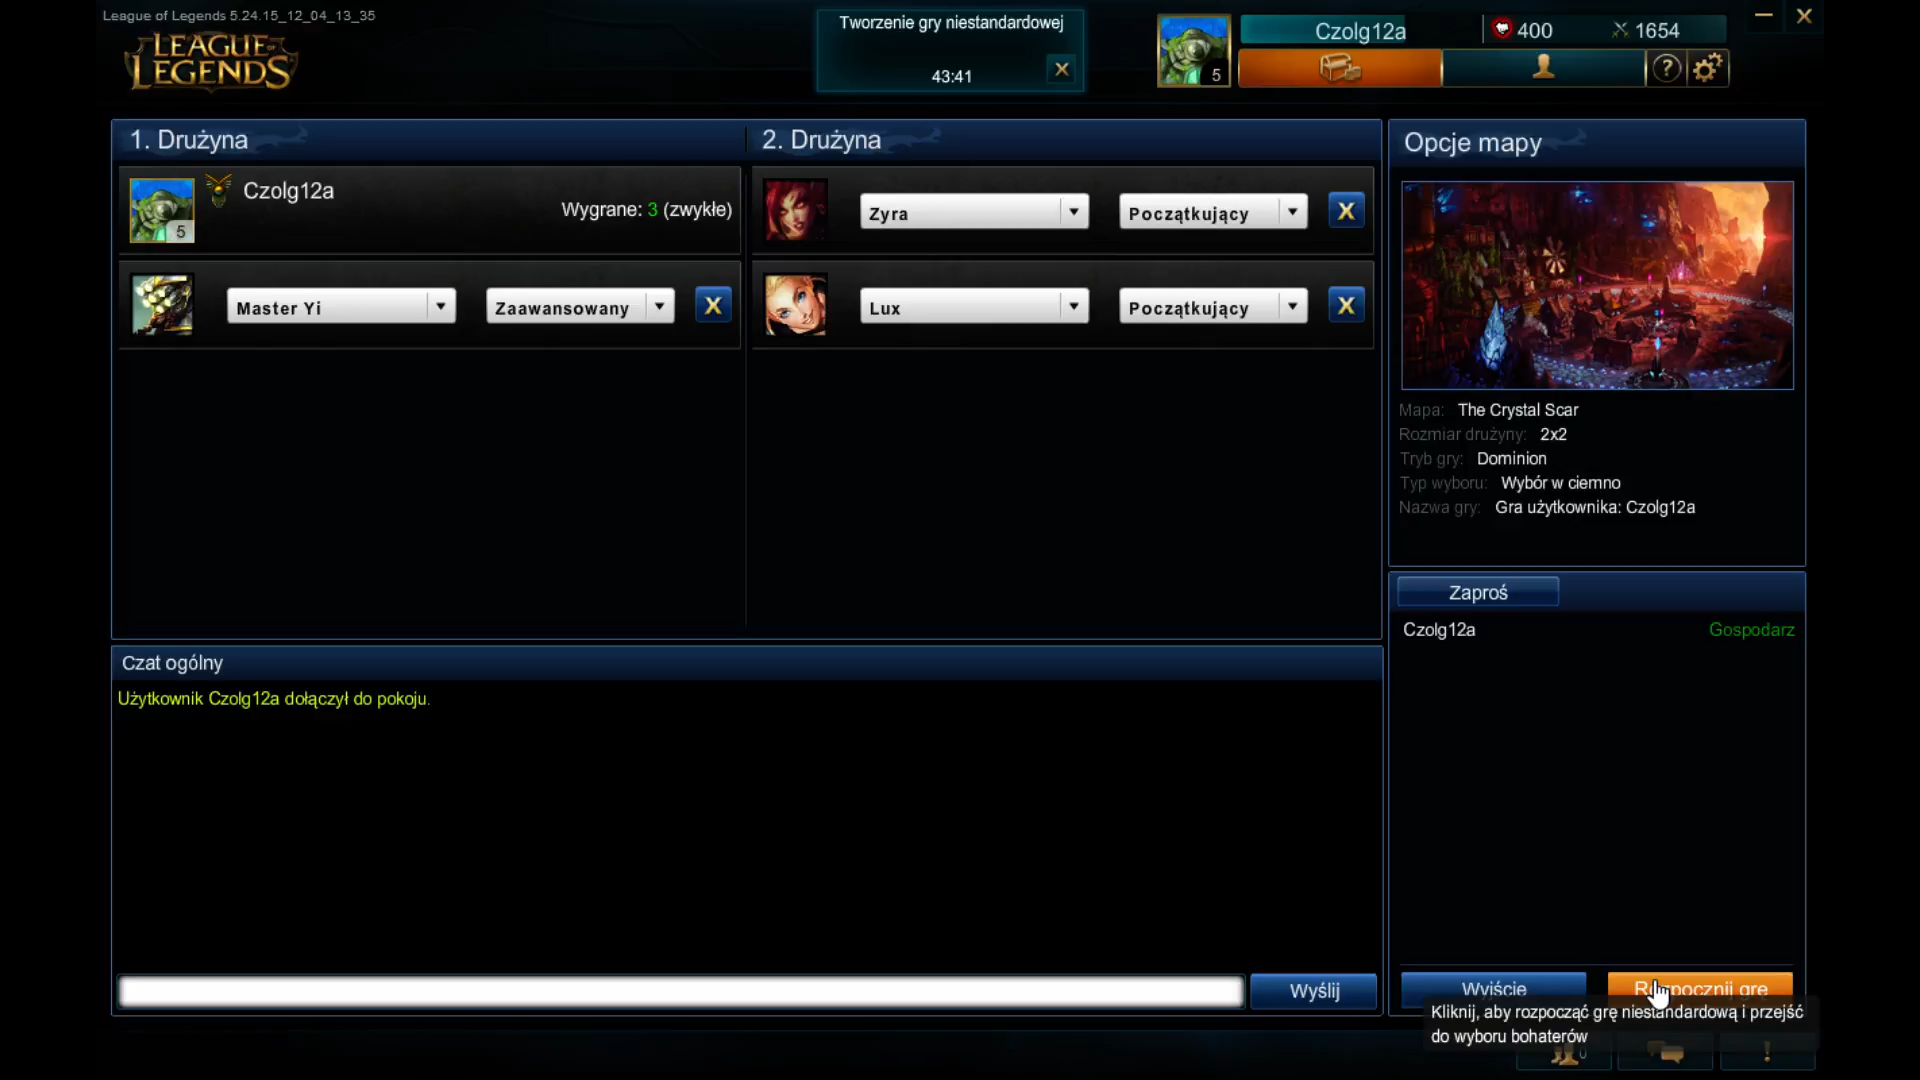 League of Legends 5.24.15_12_04_13_35
LEAGUE OF LEGENDS
Tworzenie gry niestandardowej
43:41
Czolg12a
400
1654
5
1. Drużyna
2. Drużyna
Czolg12a
Wygrane: 3 (zwykłe)
5
Zyra
Początkujący
X
Master Yi
Zaawansowany
X
Lux
Początkujący
X
Opcje mapy
Mapa: The Crystal Scar
Rozmiar drużyny: 2x2
Tryb gry: Dominion
Typ wyboru: Wybór w ciemno
Nazwa gry: Gra użytkownika: Czolg12a
Zaproś
Czolg12a Gospodarz
Czat ogólny
Użytkownik Czolg12a dołączył do pokoju.
Wyślij
Wyjście
Rozpocznij grę
Kliknij, aby rozpocząć grę niestandardową i przejść
do wyboru bohaterów
0